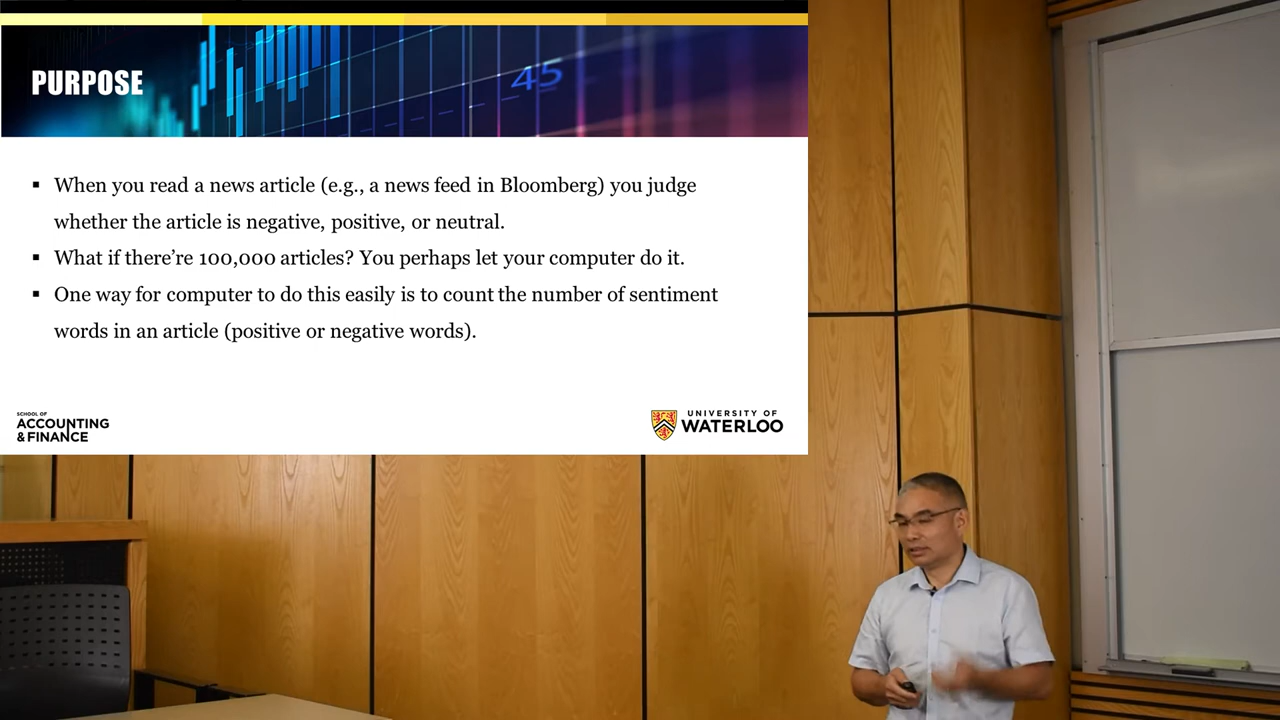 45
PURPOSE
▪ When you read a news article (e.g., a news feed in Bloomberg) you judge
whether the article is negative, positive, or neutral.
▪ What if there’re 100,000 articles? You perhaps let your computer do it.
▪ One way for computer to do this easily is to count the number of sentiment
words in an article (positive or negative words).
SCHOOL OF
ACCOUNTING
& FINANCE
UNIVERSITY OF
WATERLOO